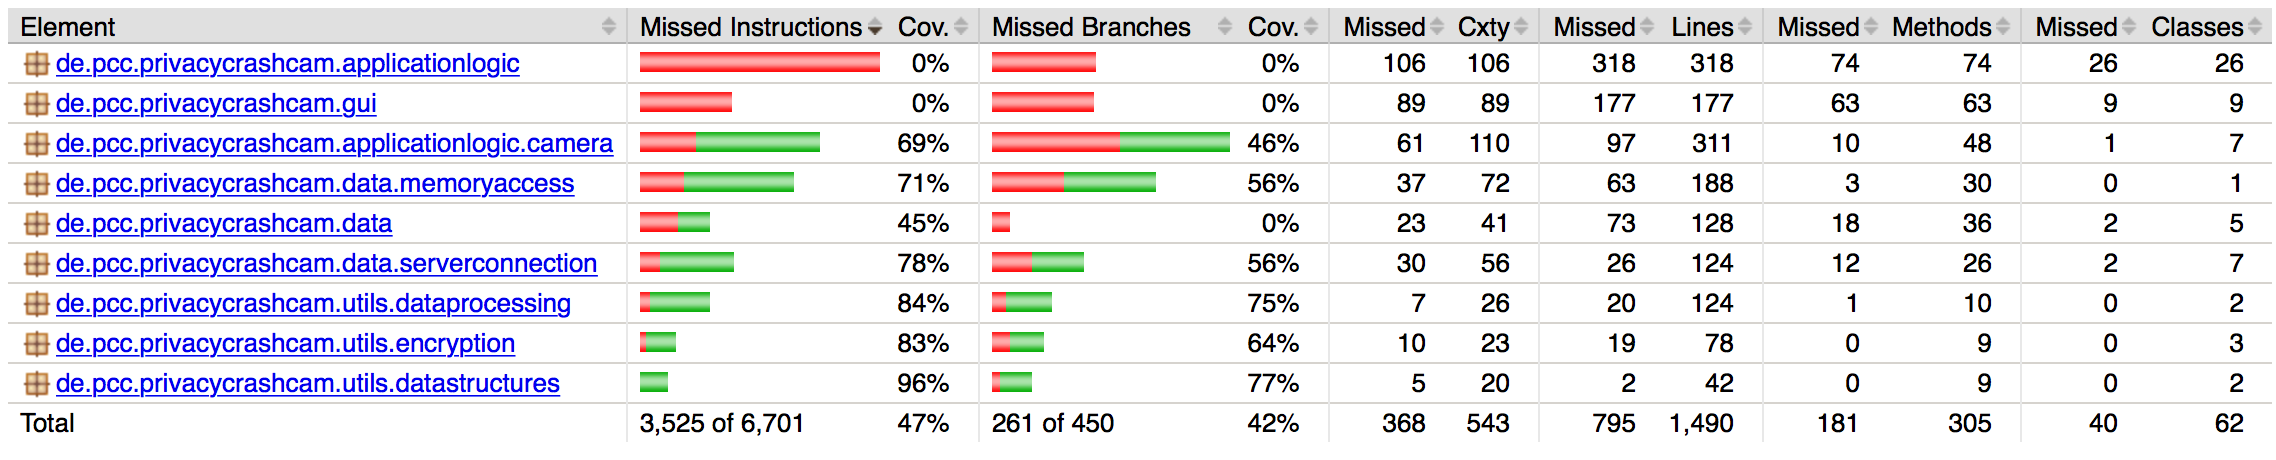 Element Missed Instructions Cov. Missed Branches Cov. Missed Cxty Missed Lines Missed Methods Missed Classes
de.pcc.privacycrashcam.applicationlogic 0% 0% 106 106 318 318 74 74 26 26
de.pcc.privacycrashcam.gui 0% 0% 89 89 177 177 63 63 9 9
de.pcc.privacycrashcam.applicationlogic.camera 69% 46% 61 110 97 311 10 48 1 7
de.pcc.privacycrashcam.data.memoryaccess 71% 56% 37 72 63 188 3 30 0 1
de.pcc.privacycrashcam.data 45% 0% 23 41 73 128 18 36 2 5
de.pcc.privacycrashcam.data.serverconnection 78% 56% 30 56 26 124 12 26 2 7
de.pcc.privacycrashcam.utils.dataprocessing 84% 75% 7 26 20 124 1 10 0 2
de.pcc.privacycrashcam.utils.encryption 83% 64% 10 23 19 78 0 9 0 3
de.pcc.privacycrashcam.utils.datastructures 96% 77% 5 20 2 42 0 9 0 2
Total 3,525 of 6,701 47% 261 of 450 42% 368 543 795 1,490 181 305 40 62